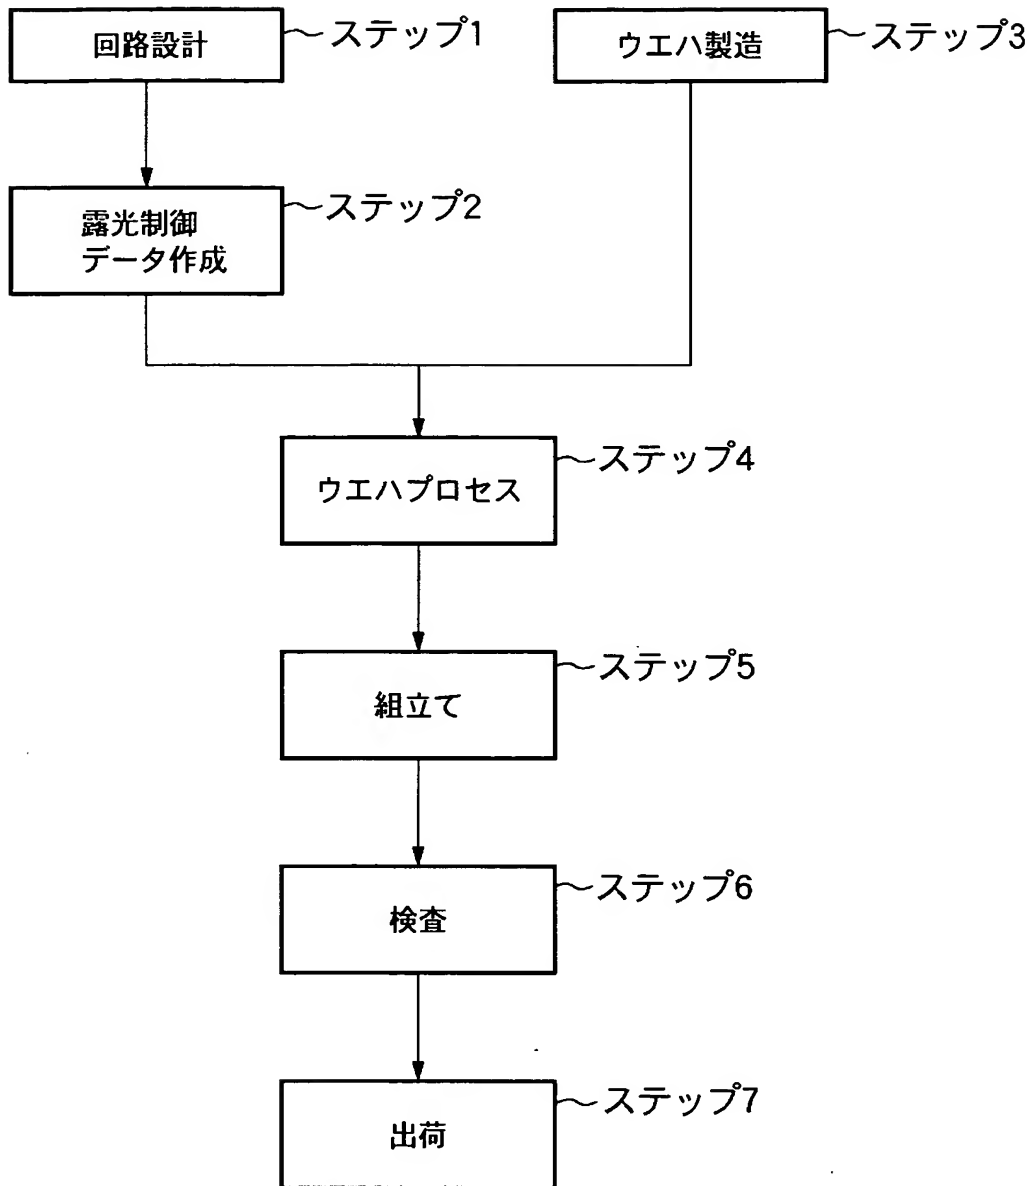 回路設計
ステップ1
ウエハ製造
ステップ3
露光制御
データ作成
ステップ2
ウエハプロセス
ステップ4
組立て
ステップ5
検査
ステップ6
出荷
ステップ7